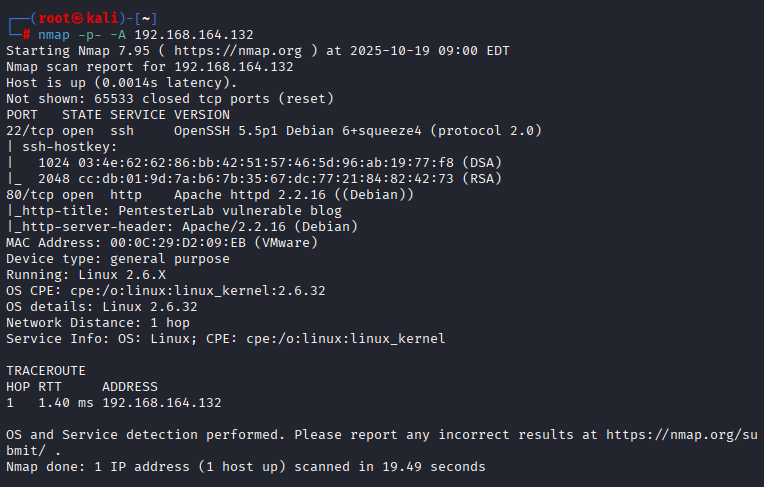 ┌──(root㉿kali)-[~]
└─# nmap -p- -A 192.168.164.132
Starting Nmap 7.95 ( https://nmap.org ) at 2025-10-19 09:00 EDT
Nmap scan report for 192.168.164.132
Host is up (0.0014s latency).
Not shown: 65533 closed tcp ports (reset)
PORT   STATE SERVICE VERSION
22/tcp open  ssh     OpenSSH 5.5p1 Debian 6+squeeze4 (protocol 2.0)
| ssh-hostkey:
|   1024 03:4e:62:62:86:bb:42:51:57:46:5d:96:ab:19:77:f8 (DSA)
|_  2048 cc:db:01:9d:7a:b6:7b:35:67:dc:77:21:84:82:42:73 (RSA)
80/tcp open  http    Apache httpd 2.2.16 ((Debian))
|_http-title: PentesterLab vulnerable blog
|_http-server-header: Apache/2.2.16 (Debian)
MAC Address: 00:0C:29:D2:09:EB (VMware)
Device type: general purpose
Running: Linux 2.6.X
OS CPE: cpe:/o:linux:linux_kernel:2.6.32
OS details: Linux 2.6.32
Network Distance: 1 hop
Service Info: OS: Linux; CPE: cpe:/o:linux:linux_kernel

TRACEROUTE
HOP RTT     ADDRESS
1   1.40 ms 192.168.164.132

OS and Service detection performed. Please report any incorrect results at https://nmap.org/su
bmit/ .
Nmap done: 1 IP address (1 host up) scanned in 19.49 seconds